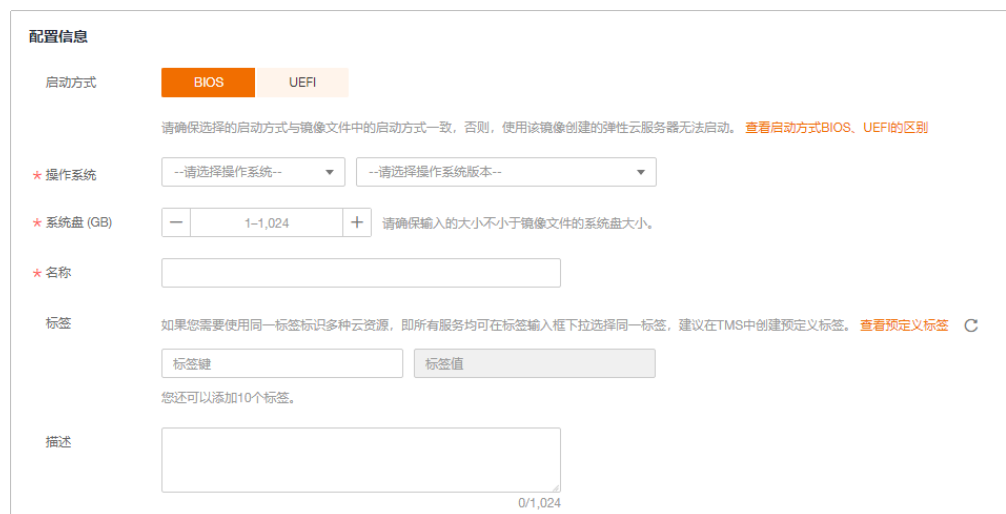 配置信息
启动方式 BIOS UEFI
请确保选择的启动方式与镜像文件中的启动方式一致，否则，使用该镜像创建的弹性云服务器无法启动。 查看启动方式BIOS、UEFI的区别
★ 操作系统 --请选择操作系统-- --请选择操作系统版本--
★ 系统盘 (GB) 1–1,024 请确保输入的大小不小于镜像文件的系统盘大小。
★ 名称
标签 如果您需要使用同一标签标识多种云资源，即所有服务均可在标签输入框下拉选择同一标签，建议在TMS中创建预定义标签。 查看预定义标签
标签键 标签值
您还可以添加10个标签。
描述
0/1,024